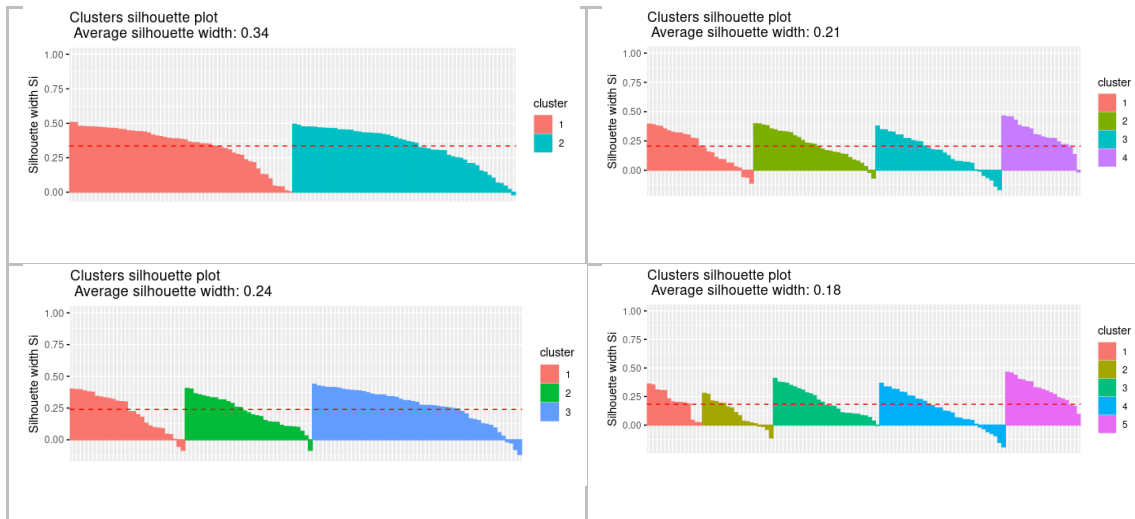 Clusters silhouette plot
Average silhouette width: 0.34
1.00
0.75
0.50
0.25
0.00
Silhouette width Si
cluster
1
2
Clusters silhouette plot
Average silhouette width: 0.21
1.00
0.75
0.50
0.25
0.00
Silhouette width Si
cluster
1
2
3
4
Clusters silhouette plot
Average silhouette width: 0.24
1.00
0.75
0.50
0.25
0.00
Silhouette width Si
cluster
1
2
3
Clusters silhouette plot
Average silhouette width: 0.18
1.00
0.75
0.50
0.25
0.00
Silhouette width Si
cluster
1
2
3
4
5